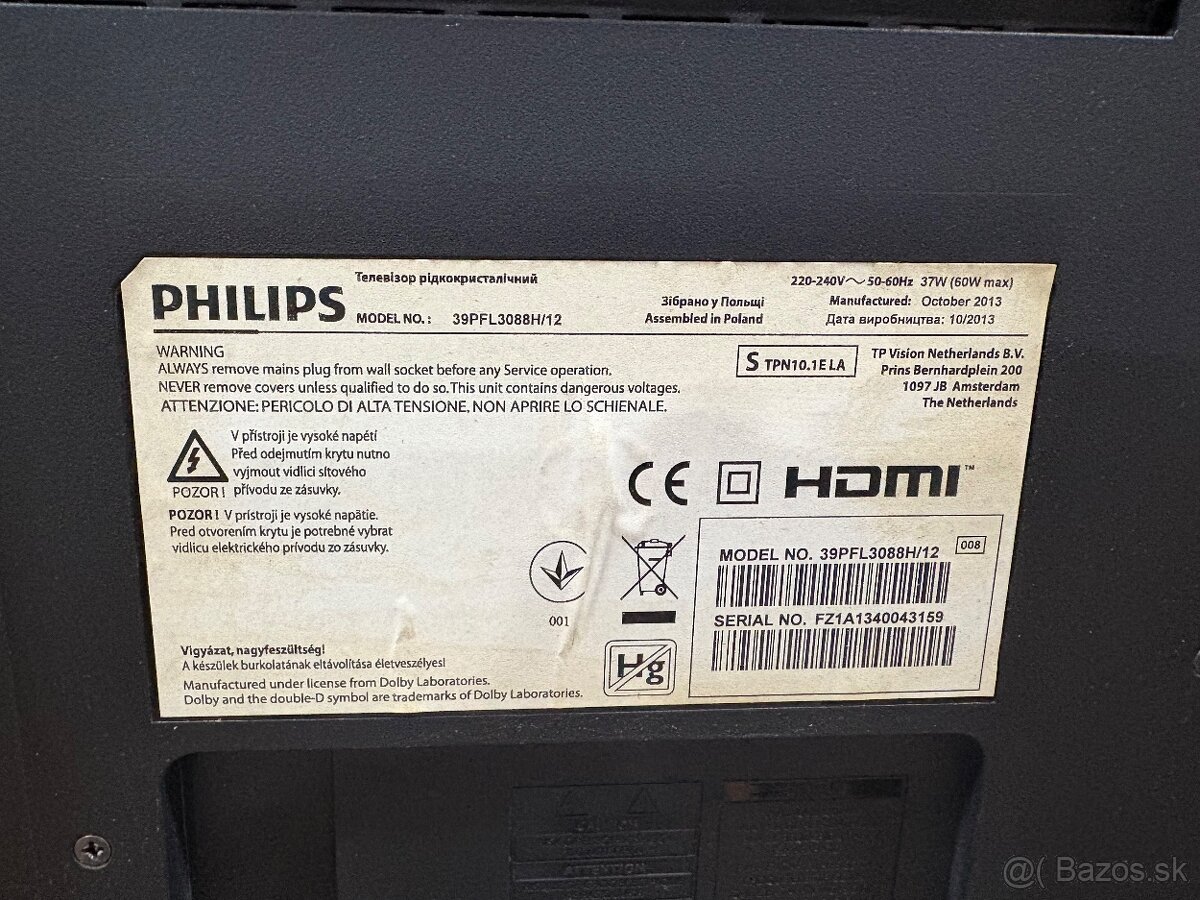 Телевізор рідкокристалічний
PHILIPS
MODEL NO.: 39PFL3088H/12
Зібрано у Польщі
Assembled in Poland
220-240V~ 50-60Hz 37W (60W max)
Manufactured: October 2013
Дата виробництва: 10/2013
WARNING
ALWAYS remove mains plug from wall socket before any Service operation.
NEVER remove covers unless qualified to do so. This unit contains dangerous voltages.
ATTENZIONE: PERICOLO DI ALTA TENSIONE, NON APRIRE LO SCHIENALE.
S TPN10.1E LA
TP Vision Netherlands B.V.
Prins Bernhardplein 200
1097 JB Amsterdam
The Netherlands
V přístroji je vysoké napětí
Před odejmutím krytu nutno
vyjmout vidlici síťového
přívodu ze zásuvky.
POZOR!
POZOR! V prístroji je vysoké napätie.
Pred otvorením krytu je potrebné vybrat
vidlicu elektrického prívodu zo zásuvky.
CE
HDMI™
MODEL NO. 39PFL3088H/12
008
SERIAL NO. FZ1A1340043159
001
Hg
Vigyázat, nagyfeszültség!
A készülek burkolatának eltávolítása életveszélyes!
Manufactured under license from Dolby Laboratories.
Dolby and the double-D symbol are trademarks of Dolby Laboratories.
CAUTION
ATTENTION
@( Bazos.sk